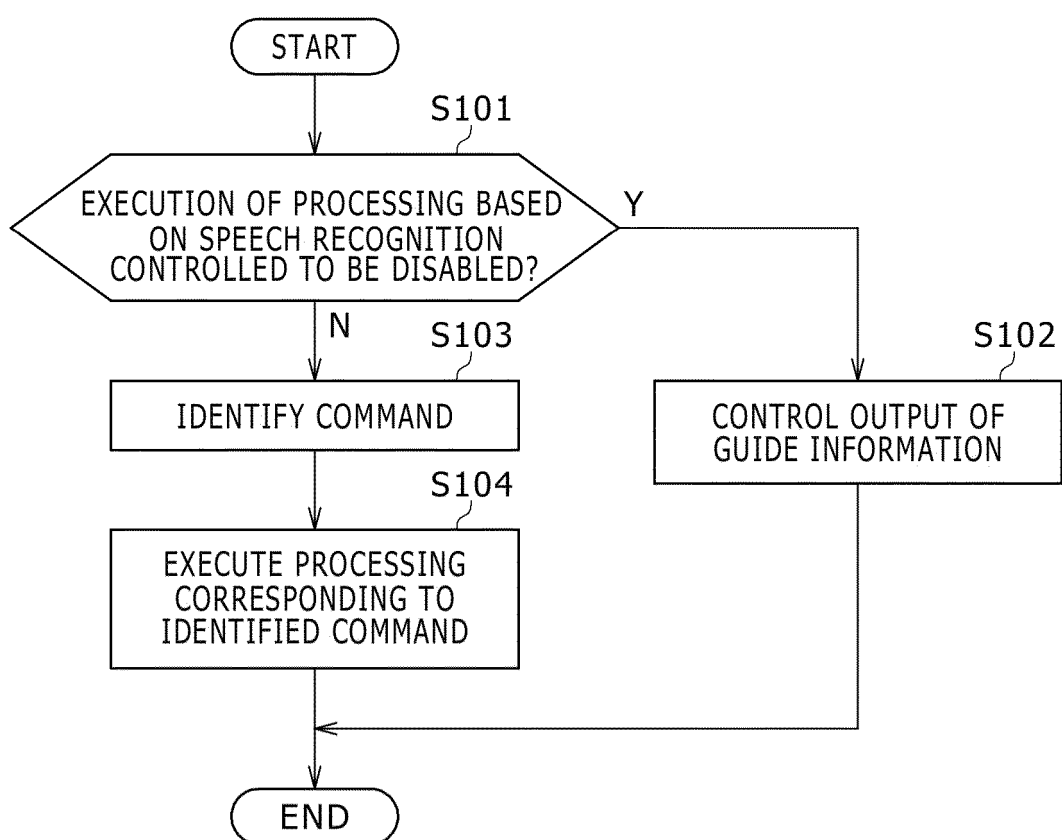 START
S101
EXECUTION OF PROCESSING BASED
ON SPEECH RECOGNITION
CONTROLLED TO BE DISABLED?
Y
N
S103
IDENTIFY COMMAND
S102
CONTROL OUTPUT OF
GUIDE INFORMATION
S104
EXECUTE PROCESSING
CORRESPONDING TO
IDENTIFIED COMMAND
END